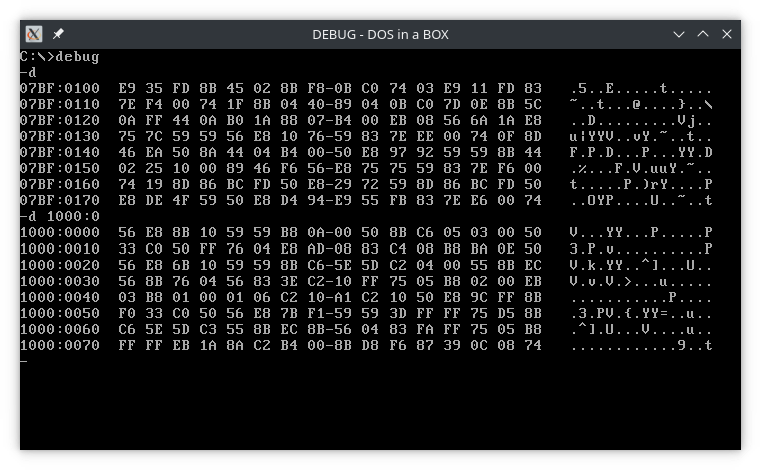 DEBUG - DOS in a BOX
C:\>debug
-d
07BF:0100  E9 35 FD 8B 45 02 8B F8-0B C0 74 03 E9 11 FD 83   .5..E.....t.....
07BF:0110  7E F4 00 74 1F 8B 04 40-89 04 0B C0 7D 0E 8B 5C   ~..t...@....}..\
07BF:0120  0A FF 44 0A B0 1A 88 07-B4 00 EB 08 56 6A 1A E8   ..D.........Vj..
07BF:0130  75 7C 59 59 56 E8 10 76-59 83 7E EE 00 74 0F 8D   u|YYV..vY.~..t..
07BF:0140  46 EA 50 8A 44 04 B4 00-50 E8 97 92 59 59 8B 44   F.P.D...P...YY.D
07BF:0150  02 25 10 00 89 46 F6 56-E8 75 75 59 83 7E F6 00   .%...F.V.uuY.~..
07BF:0160  74 19 8D 86 BC FD 50 E8-29 72 59 8D 86 BC FD 50   t.....P.)rY....P
07BF:0170  E8 DE 4F 59 50 E8 D4 94-E9 55 FB 83 7E E6 00 74   ..OYP....U..~..t
-d 1000:0
1000:0000  56 E8 8B 10 59 59 B8 0A-00 50 8B C6 05 03 00 50   V...YY...P.....P
1000:0010  33 C0 50 FF 76 04 E8 AD-08 83 C4 08 B8 BA 0E 50   3.P.v..........P
1000:0020  56 E8 6B 10 59 59 8B C6-5E 5D C2 04 00 55 8B EC   V.k.YY..^]...U..
1000:0030  56 8B 76 04 56 83 3E C2-10 FF 75 05 B8 02 00 EB   V.v.V.>...u.....
1000:0040  03 B8 01 00 01 06 C2 10-A1 C2 10 50 E8 9C FF 8B   ...........P....
1000:0050  F0 33 C0 50 56 E8 7B F1-59 59 3D FF FF 75 D5 8B   .3.PV.{.YY=..u..
1000:0060  C6 5E 5D C3 55 8B EC 8B-56 04 83 FA FF 75 05 B8   .^].U...V....u..
1000:0070  FF FF EB 1A 8A C2 B4 00-8B D8 F6 87 39 0C 08 74   ............9..t
-